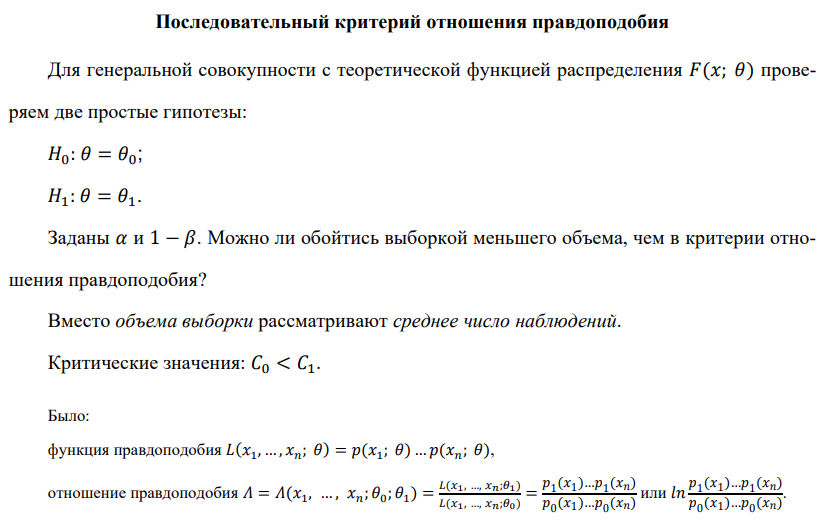 Последовательный критерий отношения правдоподобия
Для генеральной совокупности с теоретической функцией распределения 𝐹(𝑥; 𝜃) прове-
ряем две простые гипотезы:
𝐻₀: 𝜃 = 𝜃₀;
𝐻₁: 𝜃 = 𝜃₁.
Заданы 𝛼 и 1 − 𝛽. Можно ли обойтись выборкой меньшего объема, чем в критерии отно-
шения правдоподобия?
Вместо объема выборки рассматривают среднее число наблюдений.
Критические значения: 𝐶₀ < 𝐶₁.
Было:
функция правдоподобия 𝐿(𝑥₁, … , 𝑥ₙ; 𝜃) = 𝑝(𝑥₁; 𝜃) … 𝑝(𝑥ₙ; 𝜃),
отношение правдоподобия 𝛬 = 𝛬(𝑥₁, …, 𝑥ₙ; 𝜃₀; 𝜃₁) = 𝐿(𝑥₁, …, 𝑥ₙ;𝜃₁)/𝐿(𝑥₁, …, 𝑥ₙ;𝜃₀) = 𝑝₁(𝑥₁)…𝑝₁(𝑥ₙ)/𝑝₀(𝑥₁)…𝑝₀(𝑥ₙ) или 𝑙𝑛 𝑝₁(𝑥₁)…𝑝₁(𝑥ₙ)/𝑝₀(𝑥₁)…𝑝₀(𝑥ₙ).